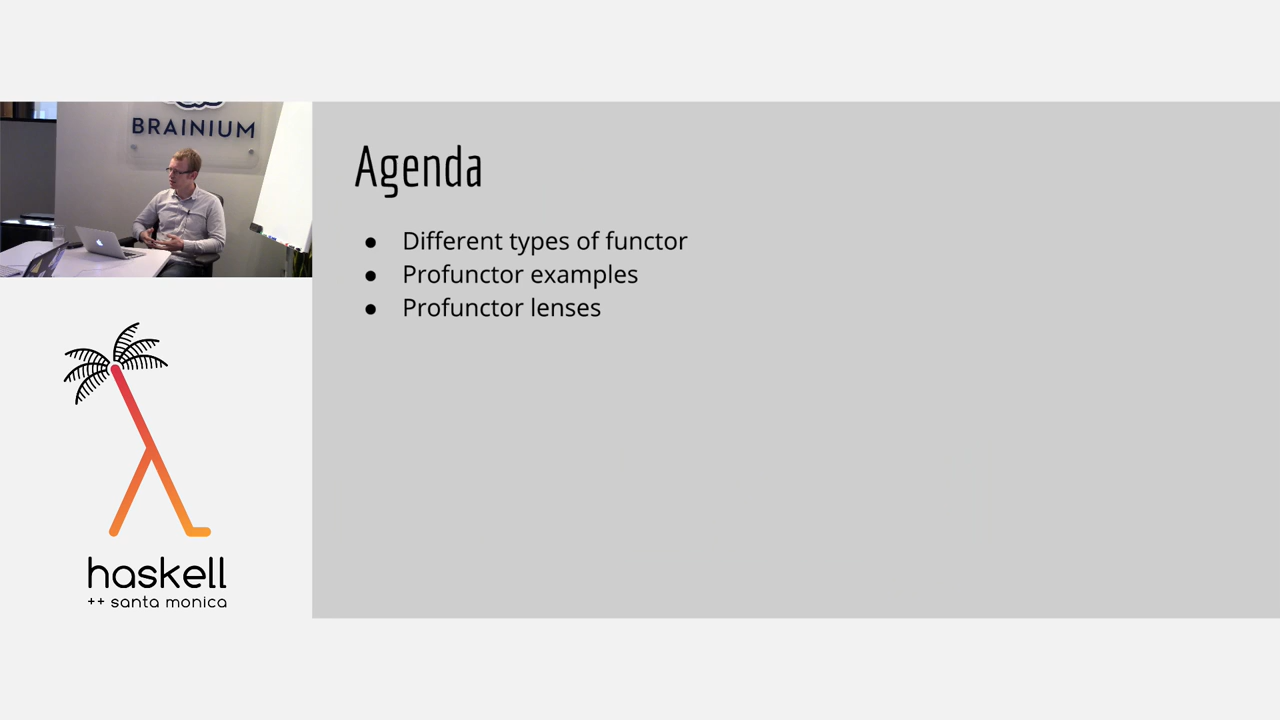 BRAINIUM
Agenda
● Different types of functor
● Profunctor examples
● Profunctor lenses
haskell
++ santa monica